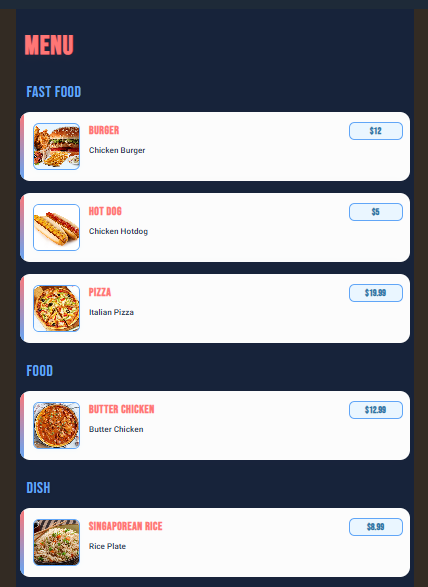 MENU
FAST FOOD
BURGER
$12
Chicken Burger
HOT DOG
$5
Chicken Hotdog
PIZZA
$19.99
Italian Pizza
FOOD
BUTTER CHICKEN
$12.99
Butter Chicken
DISH
SINGAPOREAN RICE
$8.99
Rice Plate